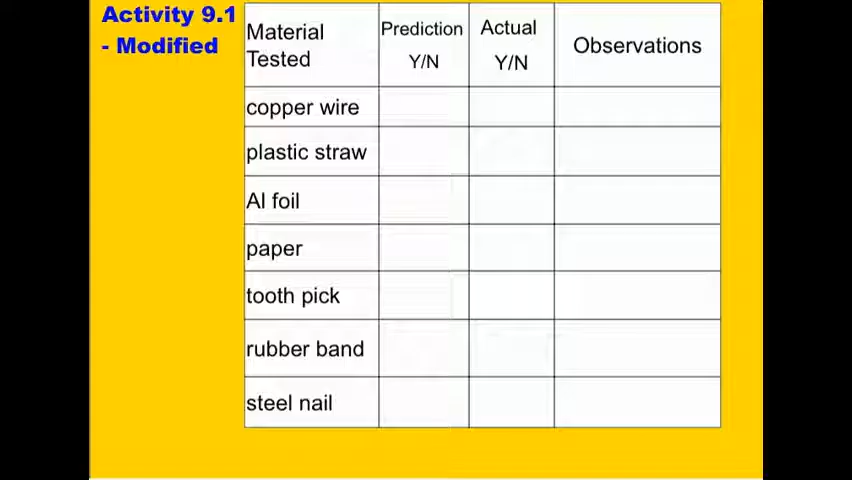 Activity 9.1
- Modified
Material
Tested
Prediction
Y/N
Actual
Y/N
Observations
copper wire
plastic straw
Al foil
paper
tooth pick
rubber band
steel nail